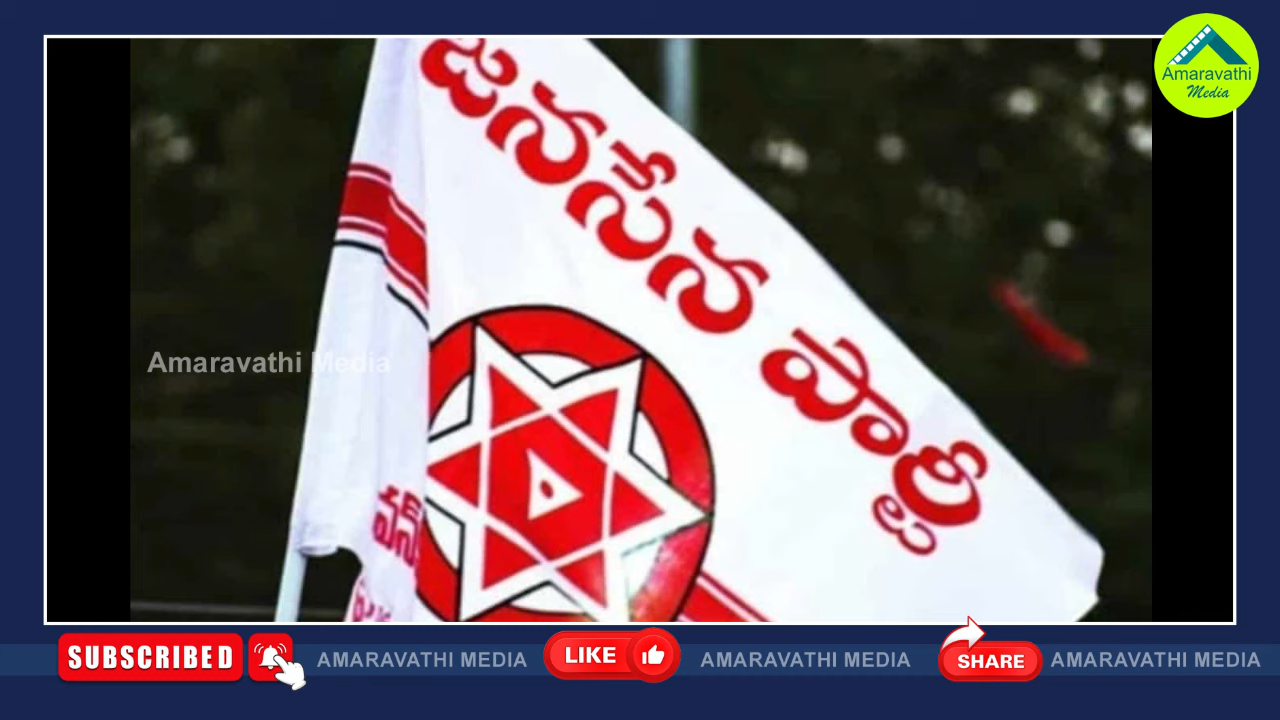 Amaravathi
Media
జనసేన పార్టీ
Amaravathi Media
SUBSCRIBED
AMARAVATHI MEDIA
LIKE
AMARAVATHI MEDIA
SHARE
AMARAVATHI MEDIA